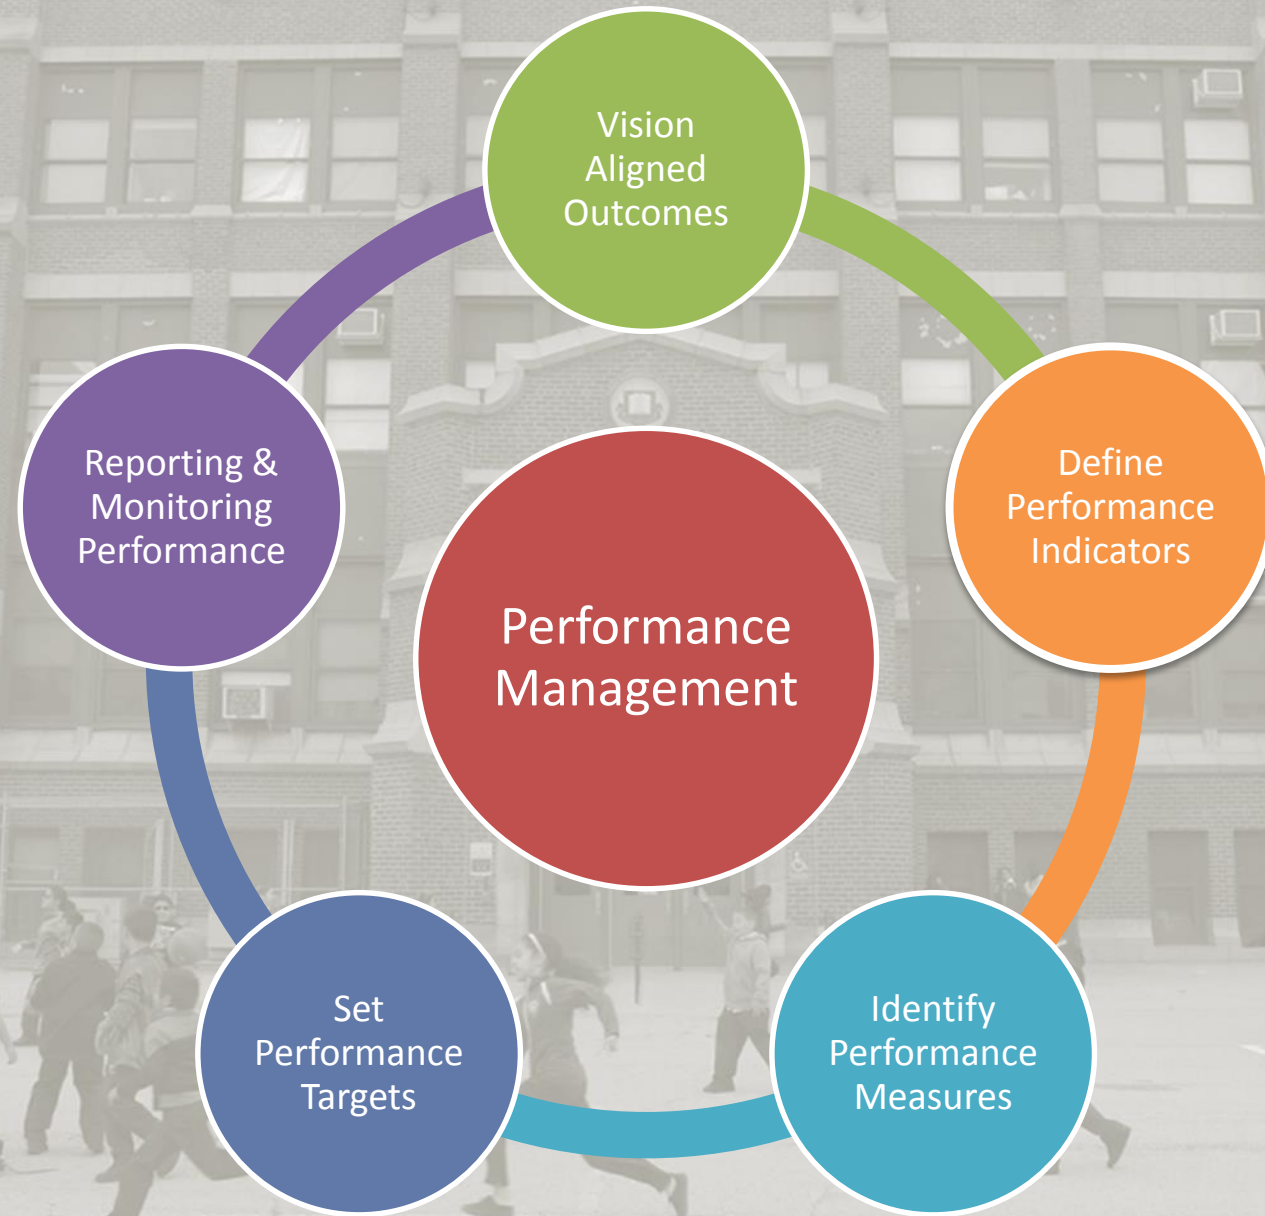 Vision
Aligned
Outcomes
Define
Performance
Indicators
Identify
Performance
Measures
Set
Performance
Targets
Reporting &
Monitoring
Performance
Performance
Management